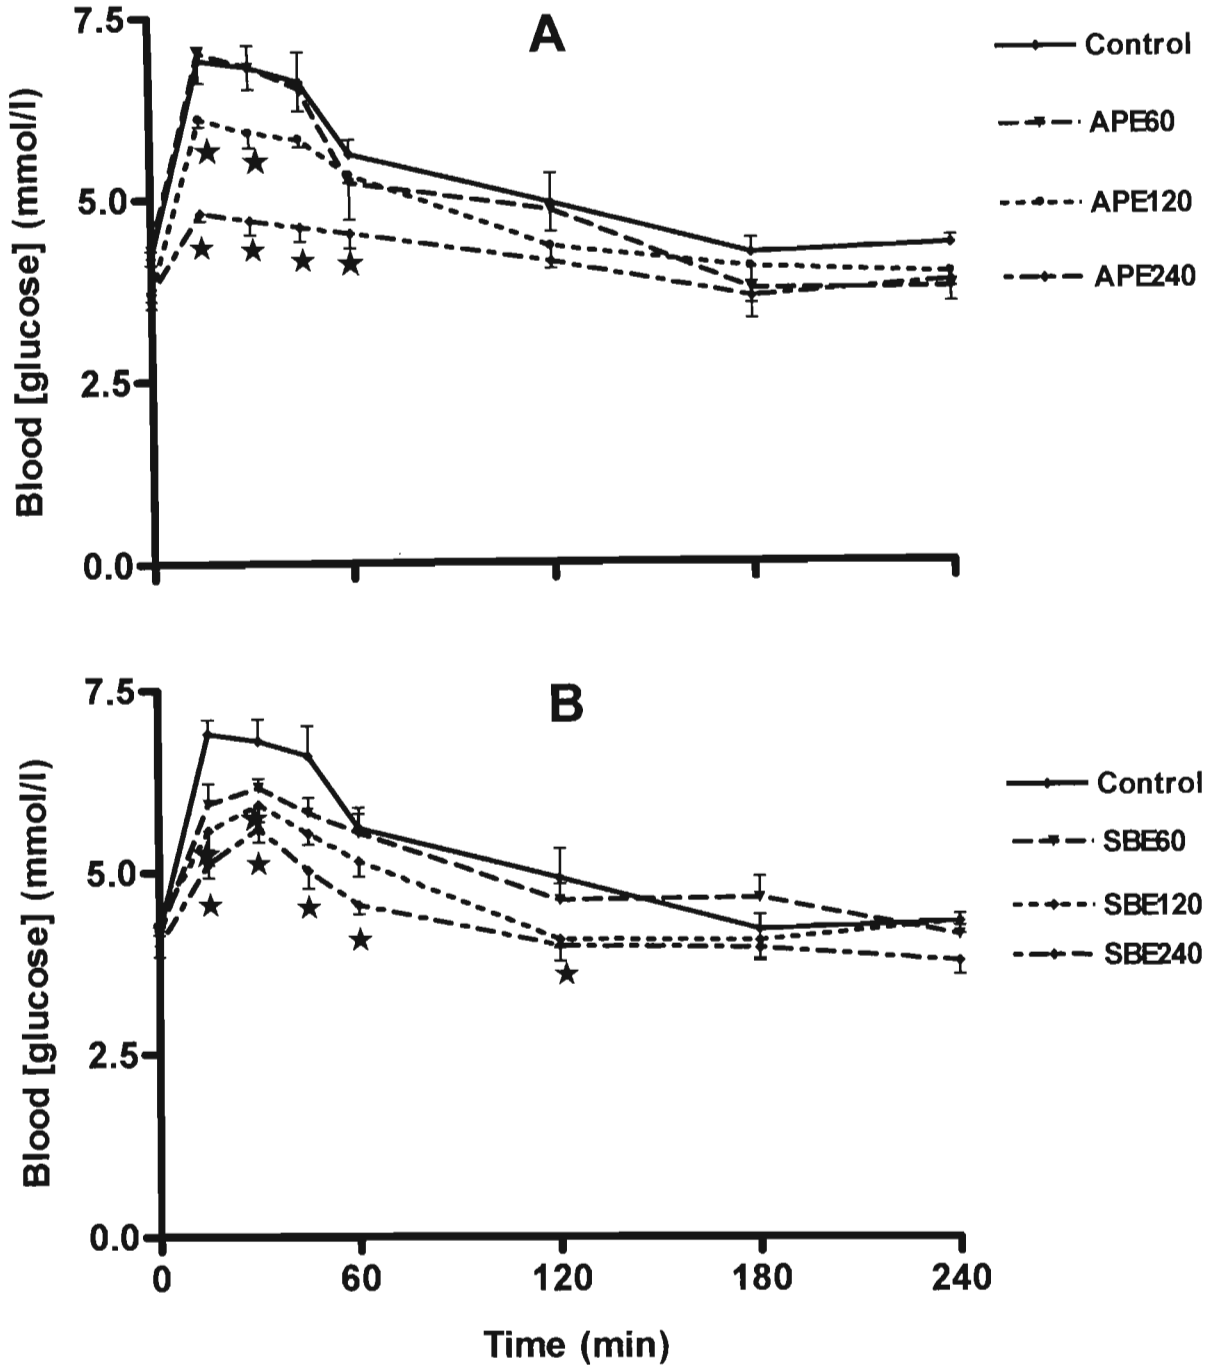 A
7.5
5.0
2.5
0.0
Blood [glucose] (mmol/l)
Control
APE60
APE120
APE240
B
7.5
5.0
2.5
0.0
Blood [glucose] (mmol/l)
Control
SBE60
SBE120
SBE240
0 60 120 180 240
Time (min)